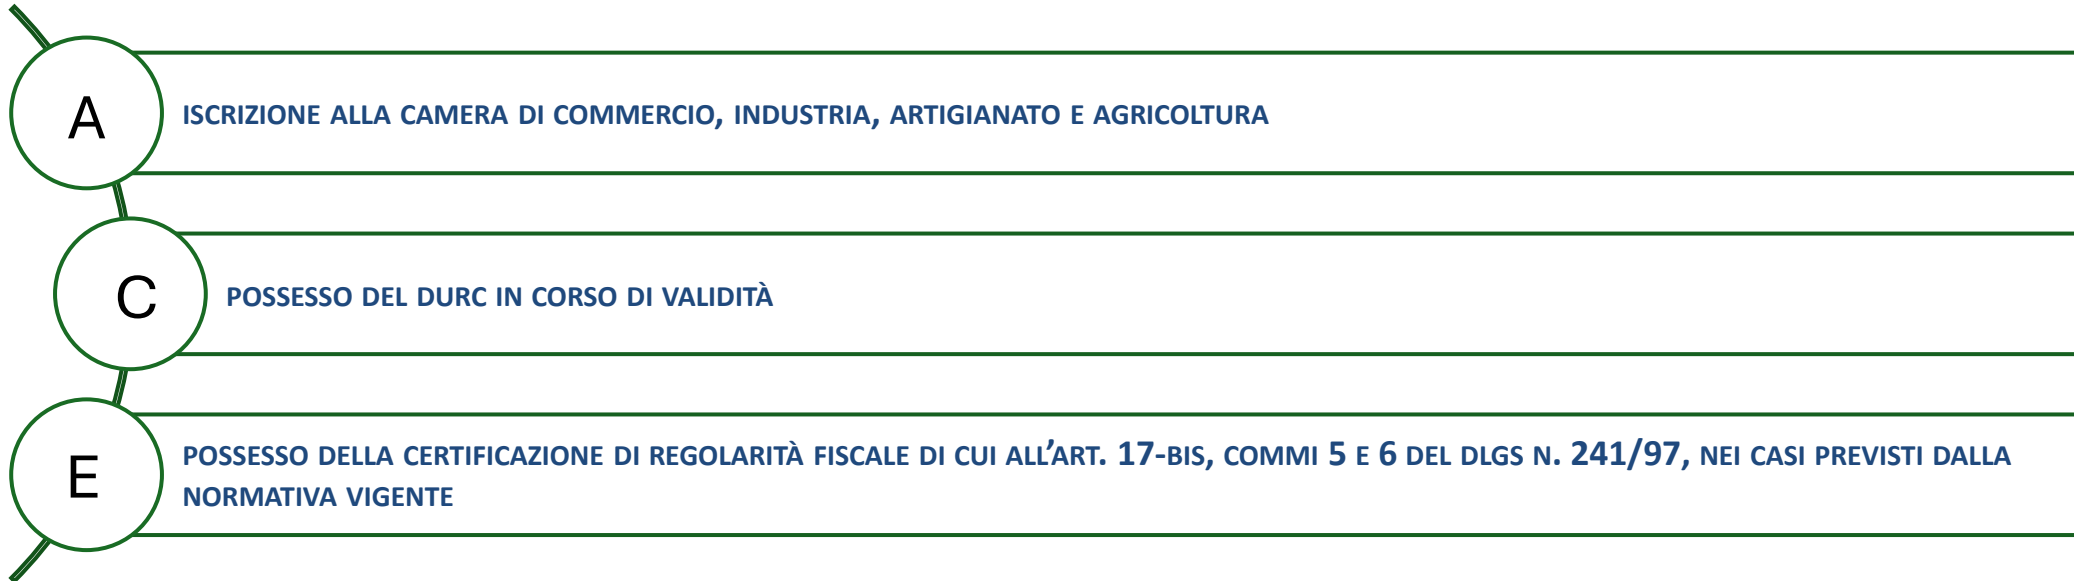 A
ISCRIZIONE ALLA CAMERA DI COMMERCIO, INDUSTRIA, ARTIGIANATO E AGRICOLTURA
C
POSSESSO DEL DURC IN CORSO DI VALIDITÀ
E
POSSESSO DELLA CERTIFICAZIONE DI REGOLARITÀ FISCALE DI CUI ALL’ART. 17-BIS, COMMI 5 E 6 DEL DLGS N. 241/97, NEI CASI PREVISTI DALLA
NORMATIVA VIGENTE